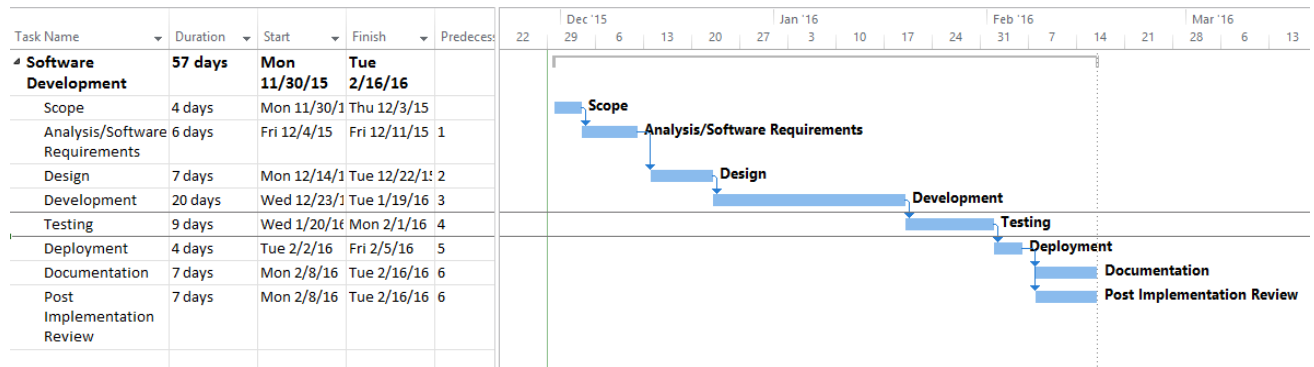 Dec '15 Jan '16 Feb '16 Mar '16
Task Name Duration Start Finish Predeces 22 29 6 13 20 27 3 10 17 24 31 7 14 21 28 6 13
Software Development 57 days Mon 11/30/15 Tue 2/16/16
Scope 4 days Mon 11/30/1 Thu 12/3/15 Scope
Analysis/Software Requirements 6 days Fri 12/4/15 Fri 12/11/15 1 Analysis/Software Requirements
Design 7 days Mon 12/14/1 Tue 12/22/1 2 Design
Development 20 days Wed 12/23/1 Tue 1/19/16 3 Development
Testing 9 days Wed 1/20/16 Mon 2/1/16 4 Testing
Deployment 4 days Tue 2/2/16 Fri 2/5/16 5 Deployment
Documentation 7 days Mon 2/8/16 Tue 2/16/16 6 Documentation
Post Implementation Review 7 days Mon 2/8/16 Tue 2/16/16 6 Post Implementation Review